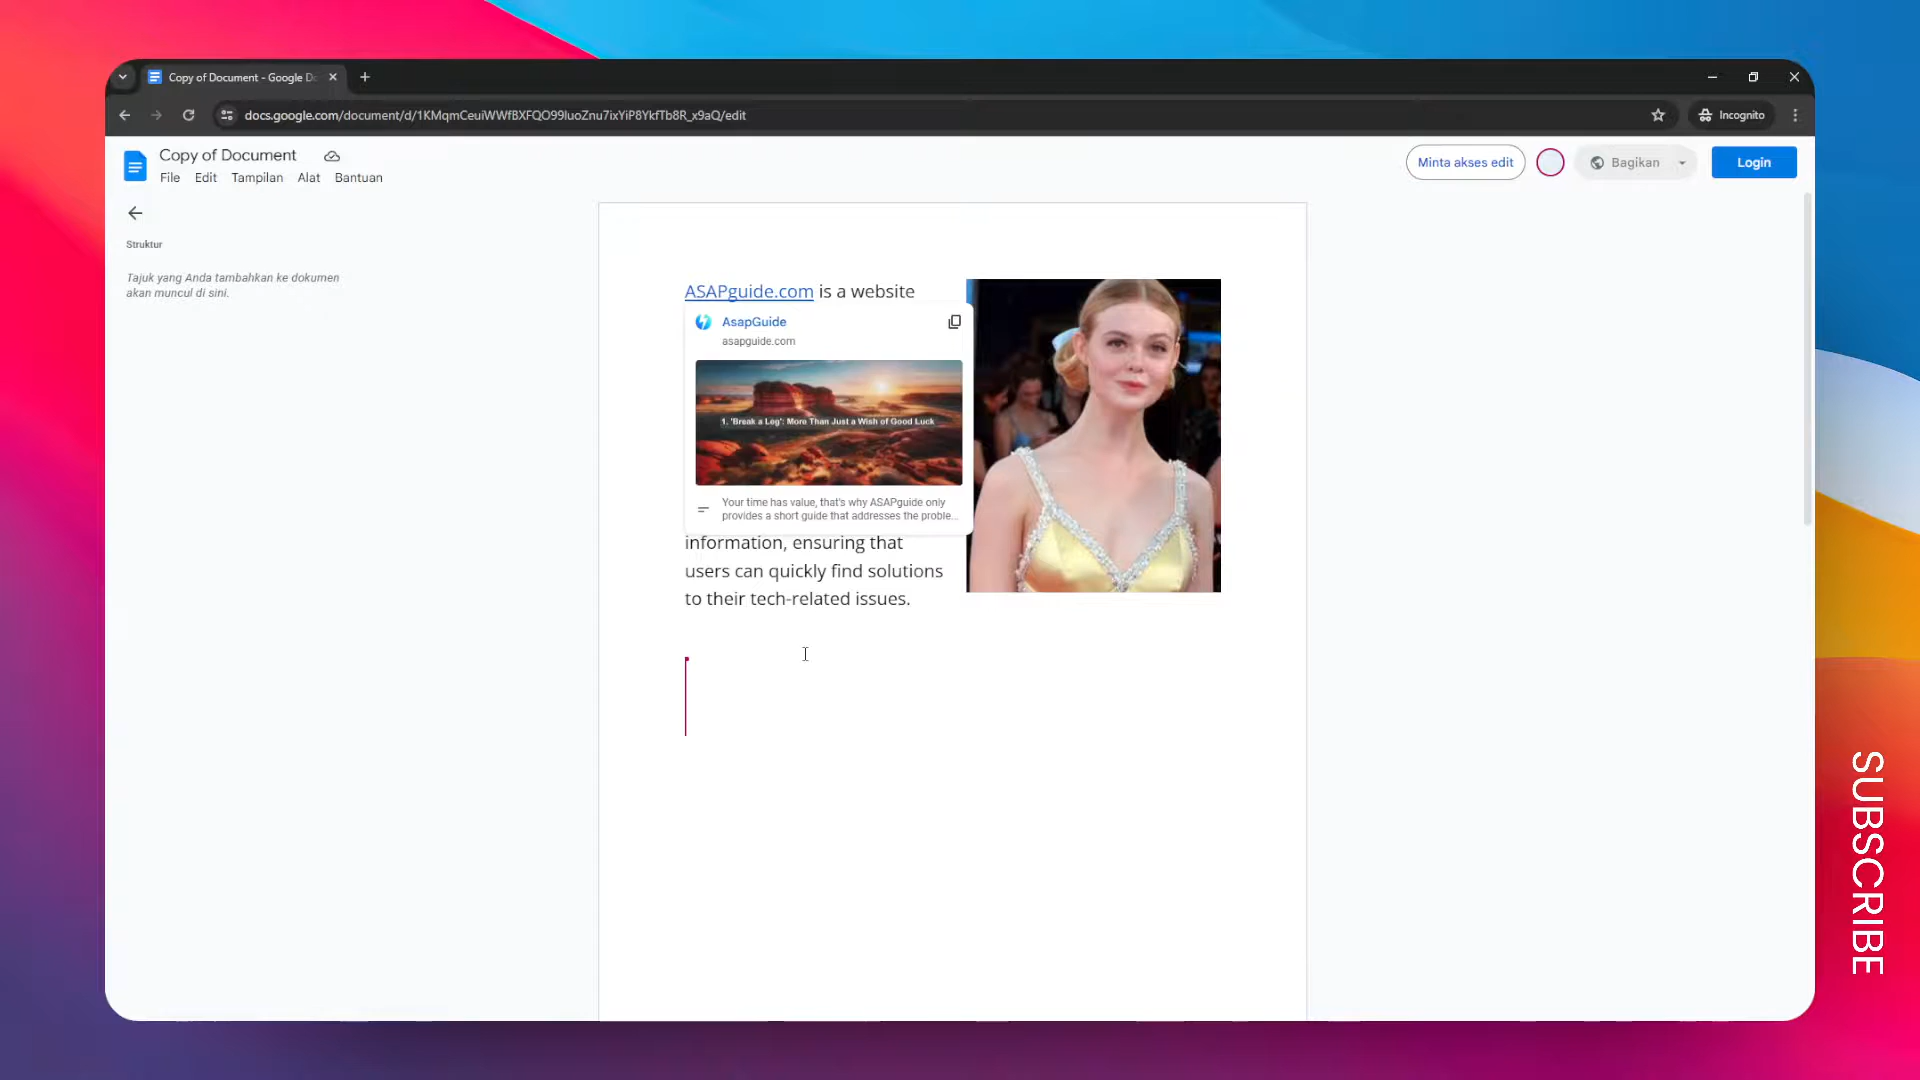 Copy of Document - Google Do
docs.google.com/document/d/1KMqmCeuiWWfBXFQO99luoZnu7ixYiP8YkfTb8R_x9aQ/edit
Incognito
Copy of Document
File Edit Tampilan Alat Bantuan
Minta akses edit
Bagikan
Login
Struktur
Tajuk yang Anda tambahkan ke dokumen
akan muncul di sini.
ASAPguide.com is a website
AsapGuide
asapguide.com
1. 'Break a Leg': More Than Just a Wish of Good Luck
Your time has value, that's why ASAPguide only
provides a short guide that addresses the proble...
information, ensuring that
users can quickly find solutions
to their tech-related issues.
SUBSCRIBE